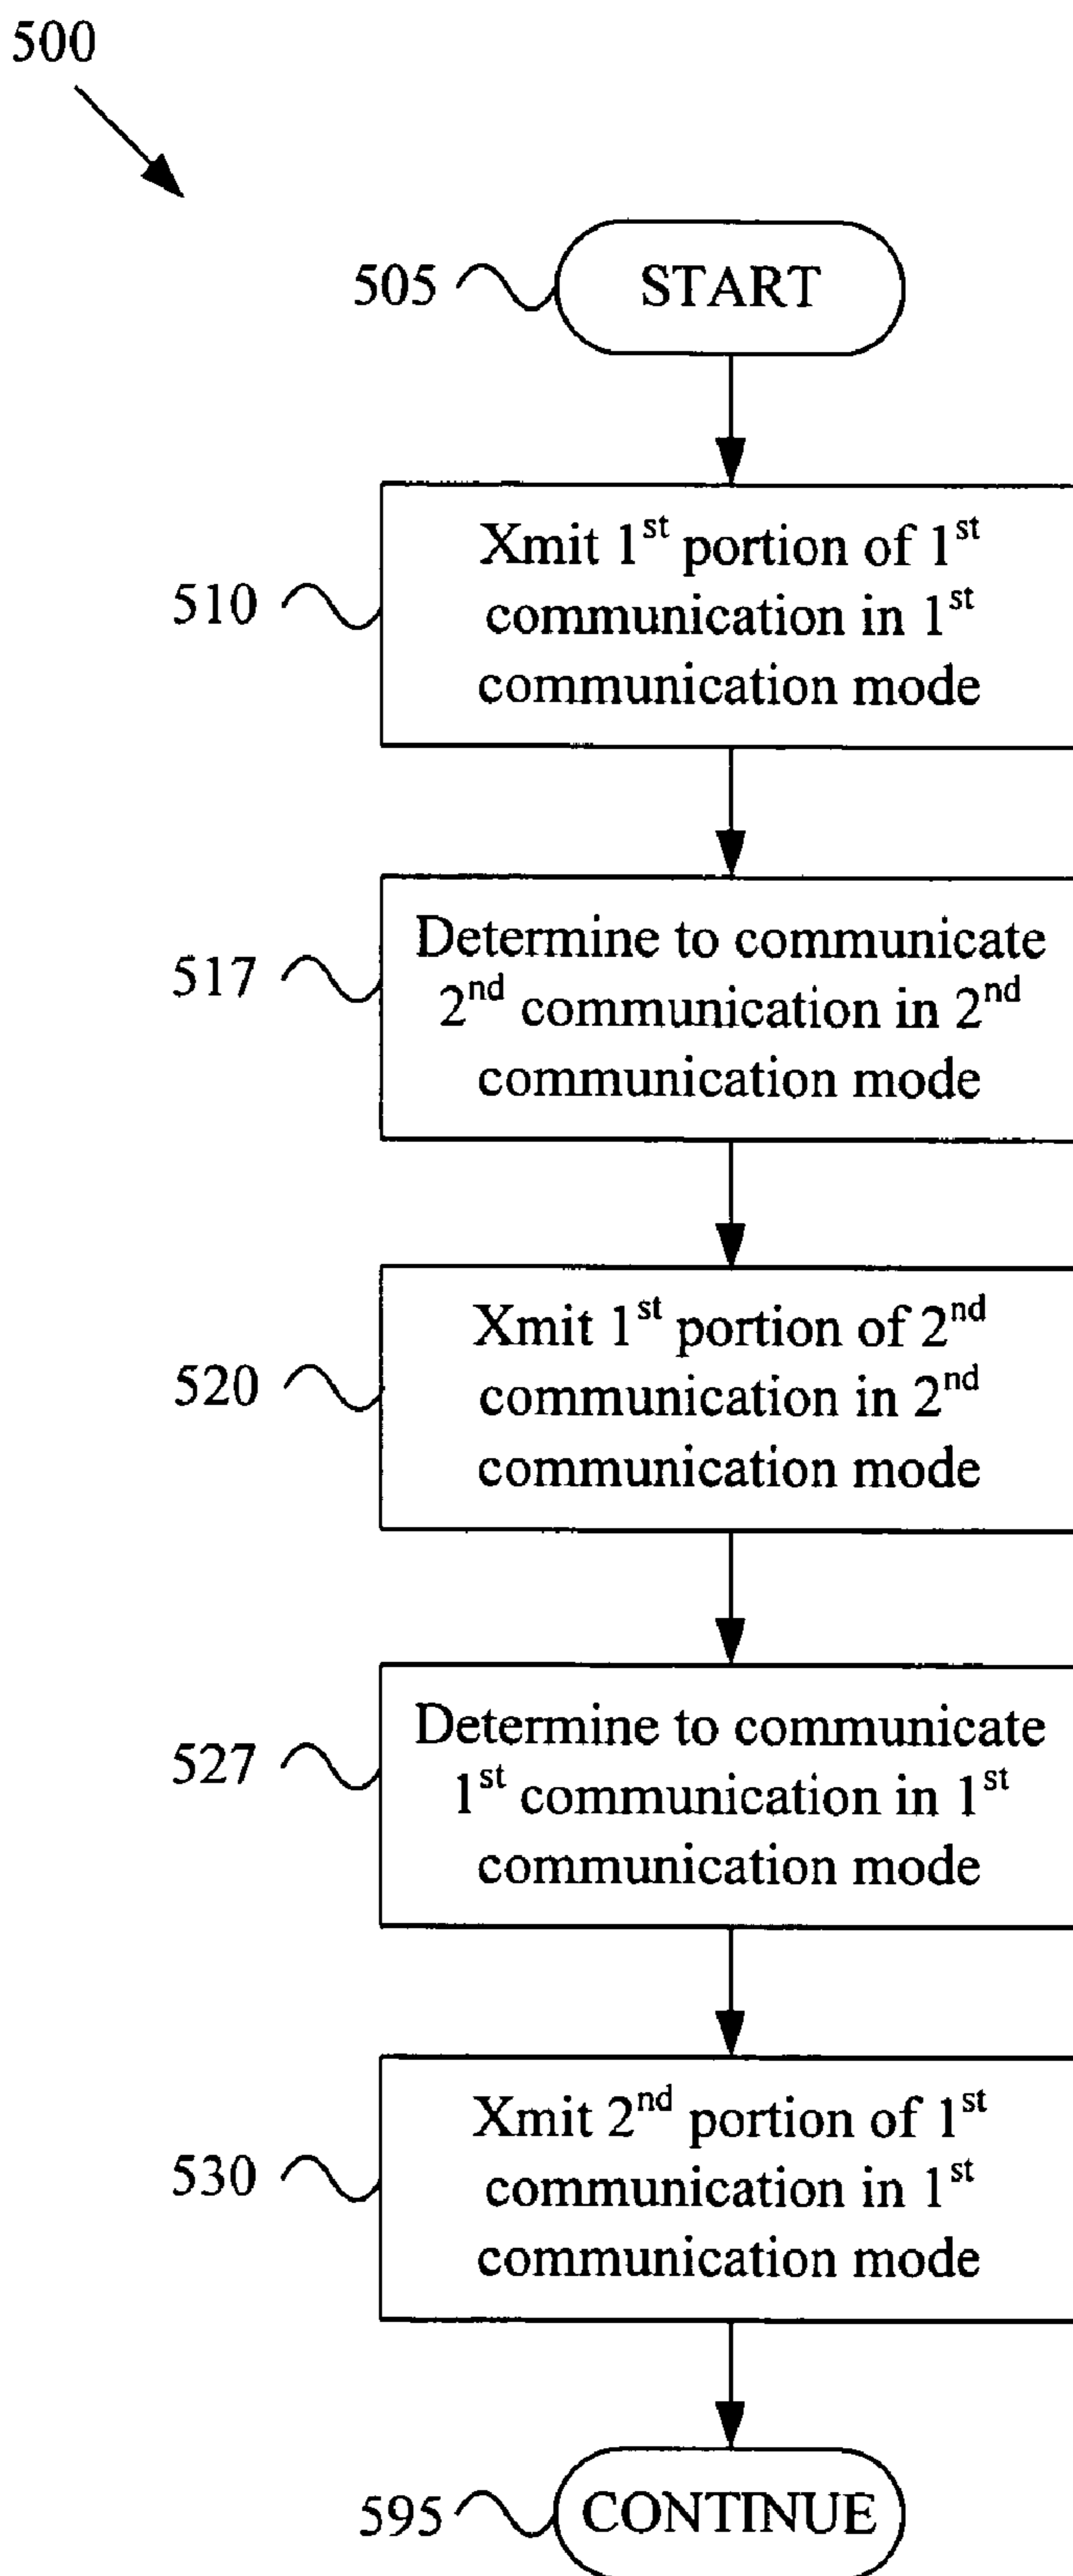 500
505
START
510
Xmit 1st portion of 1st
communication in 1st
communication mode
517
Determine to communicate
2nd communication in 2nd
communication mode
520
Xmit 1st portion of 2nd
communication in 2nd
communication mode
527
Determine to communicate
1st communication in 1st
communication mode
530
Xmit 2nd portion of 1st
communication in 1st
communication mode
595
CONTINUE